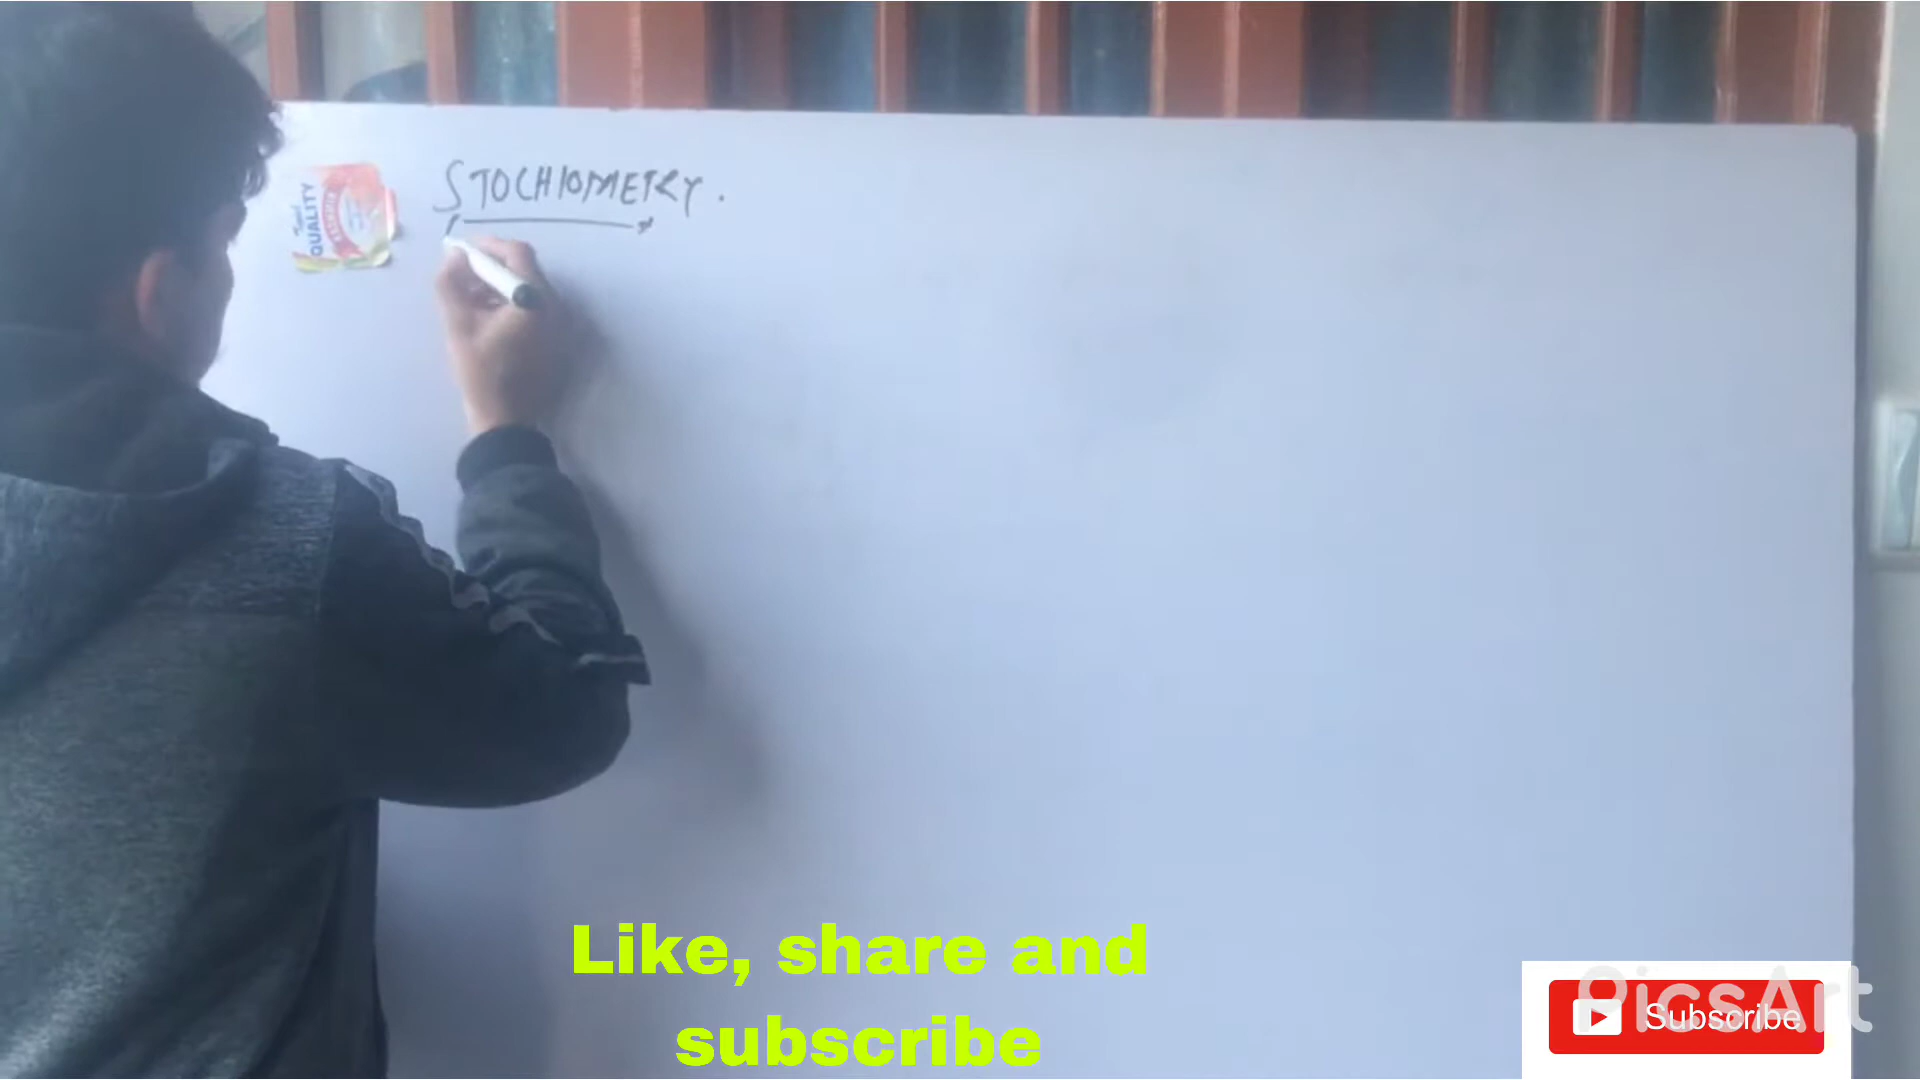 STOCHIOMETRY.
QUALITY
Like, share and
subscribe
Subscribe
PicsArt